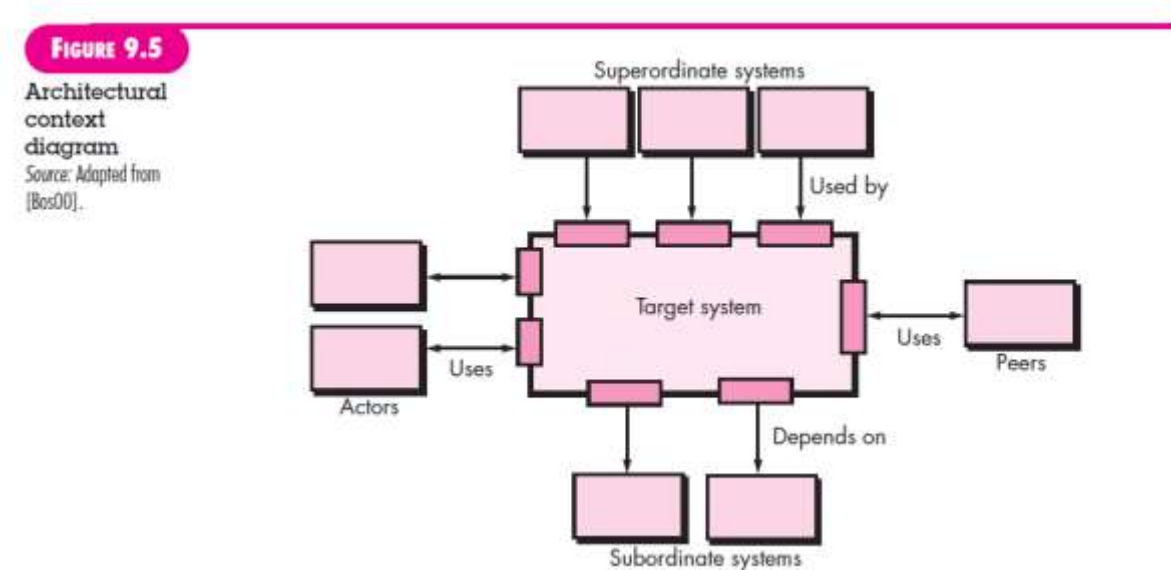 FIGURE 9.5
Architectural
context
diagram
Source: Adapted from
[Bos00].
Superordinate systems
Used by
Target system
Uses
Peers
Uses
Actors
Depends on
Subordinate systems